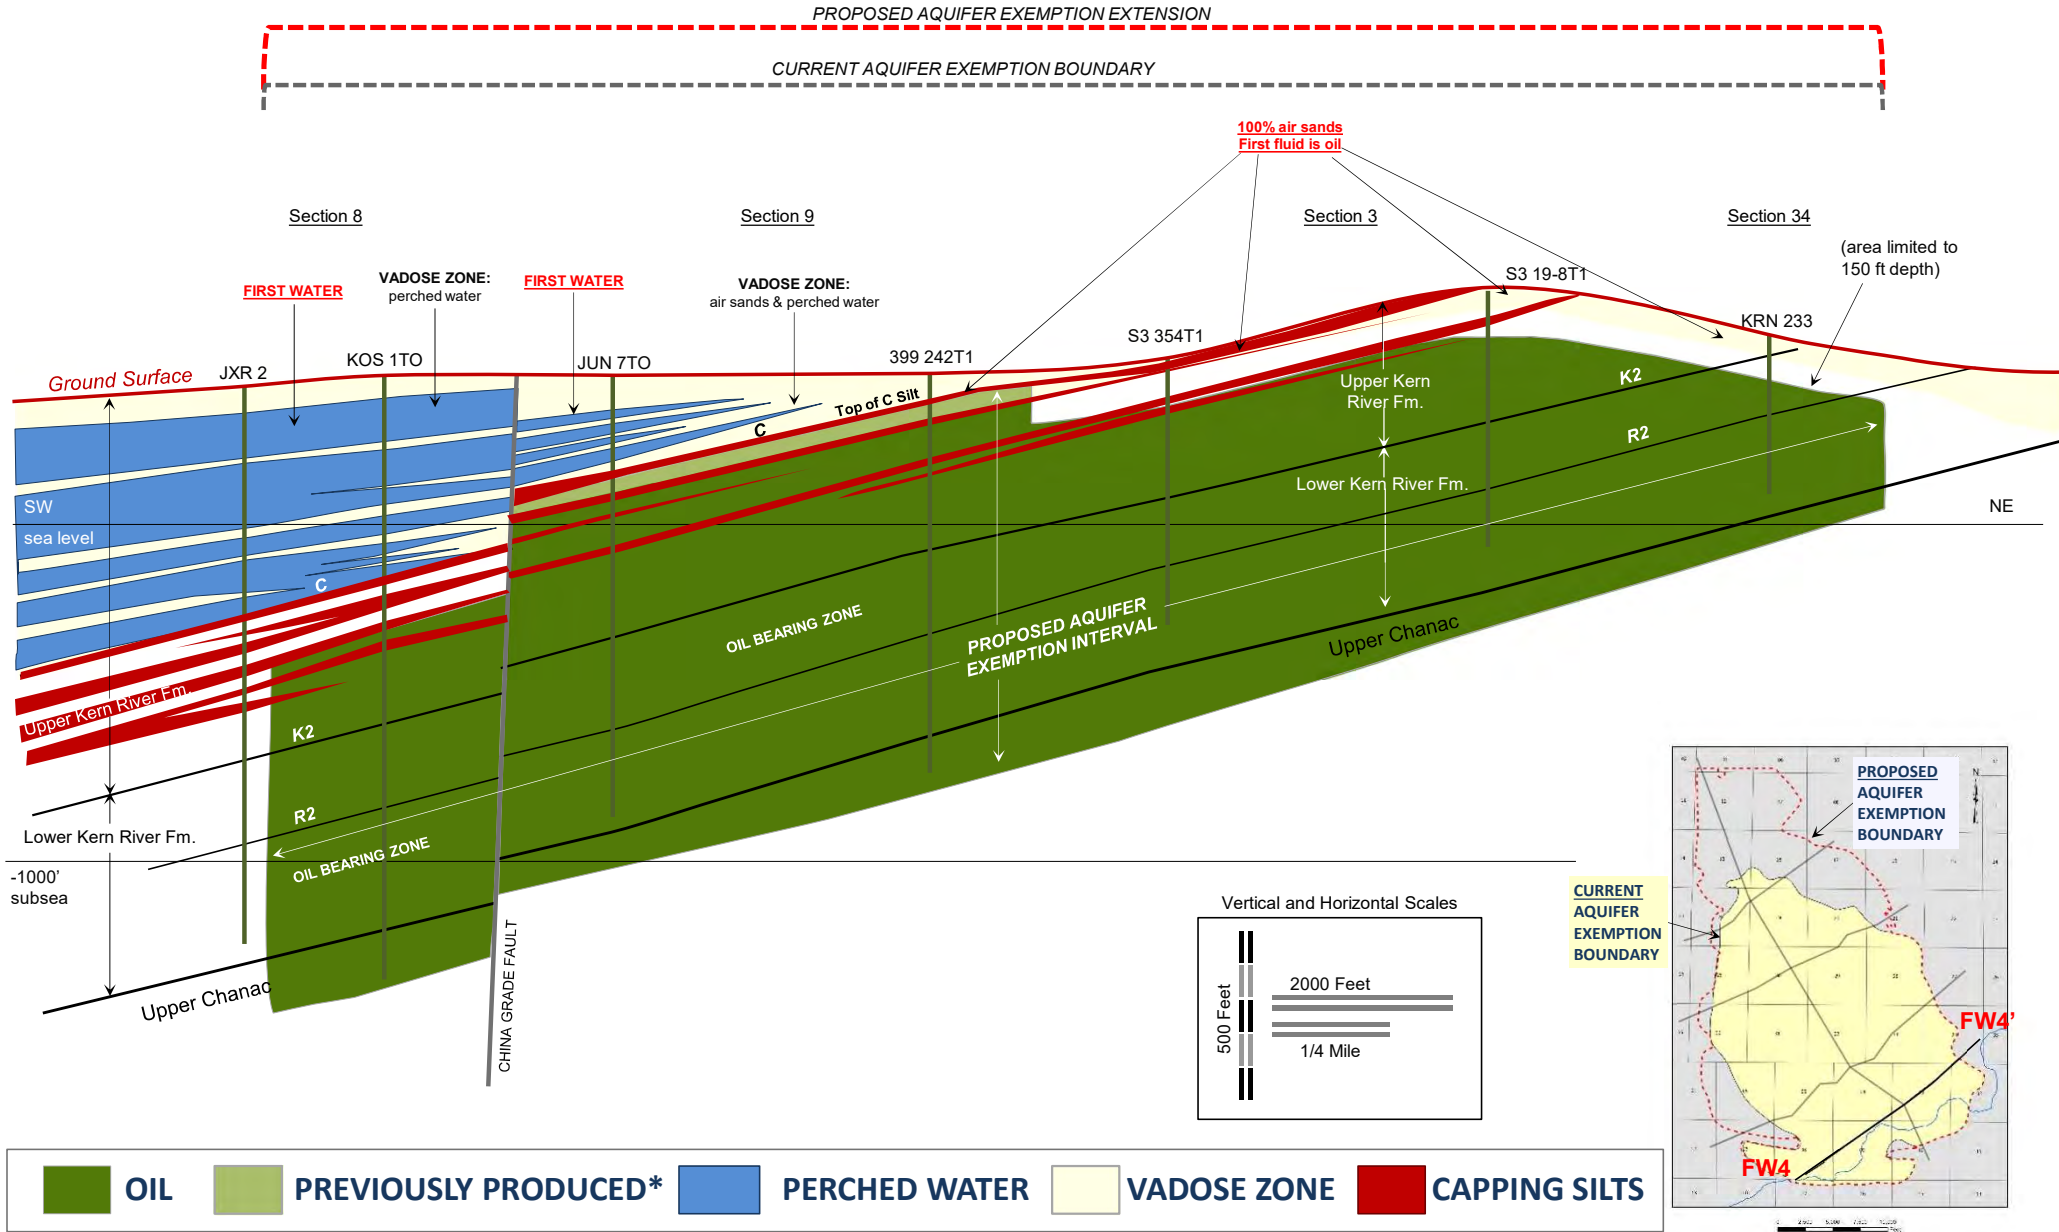 PROPOSED AQUIFER EXEMPTION EXTENSION
CURRENT AQUIFER EXEMPTION BOUNDARY
100% air sands
First fluid is oil
Section 8
Section 9
Section 3
Section 34
(area limited to
150 ft depth)
FIRST WATER
VADOSE ZONE:
perched water
FIRST WATER
VADOSE ZONE:
air sands & perched water
S3 19-8T1
KRN 233
S3 354T1
399 242T1
JUN 7TO
KOS 1TO
JXR 2
Ground Surface
Top of C Silt
C
Upper Kern
River Fm.
K2
R2
Lower Kern River Fm.
SW
NE
sea level
C
OIL BEARING ZONE
PROPOSED AQUIFER
EXEMPTION INTERVAL
Upper Chanac
Upper Kern River Fm.
K2
R2
Lower Kern River Fm.
OIL BEARING ZONE
-1000'
subsea
Upper Chanac
CHINA GRADE FAULT
Vertical and Horizontal Scales
500 Feet
2000 Feet
1/4 Mile
PROPOSED
AQUIFER
EXEMPTION
BOUNDARY
N
CURRENT
AQUIFER
EXEMPTION
BOUNDARY
FW4'
FW4
OIL
PREVIOUSLY PRODUCED*
PERCHED WATER
VADOSE ZONE
CAPPING SILTS